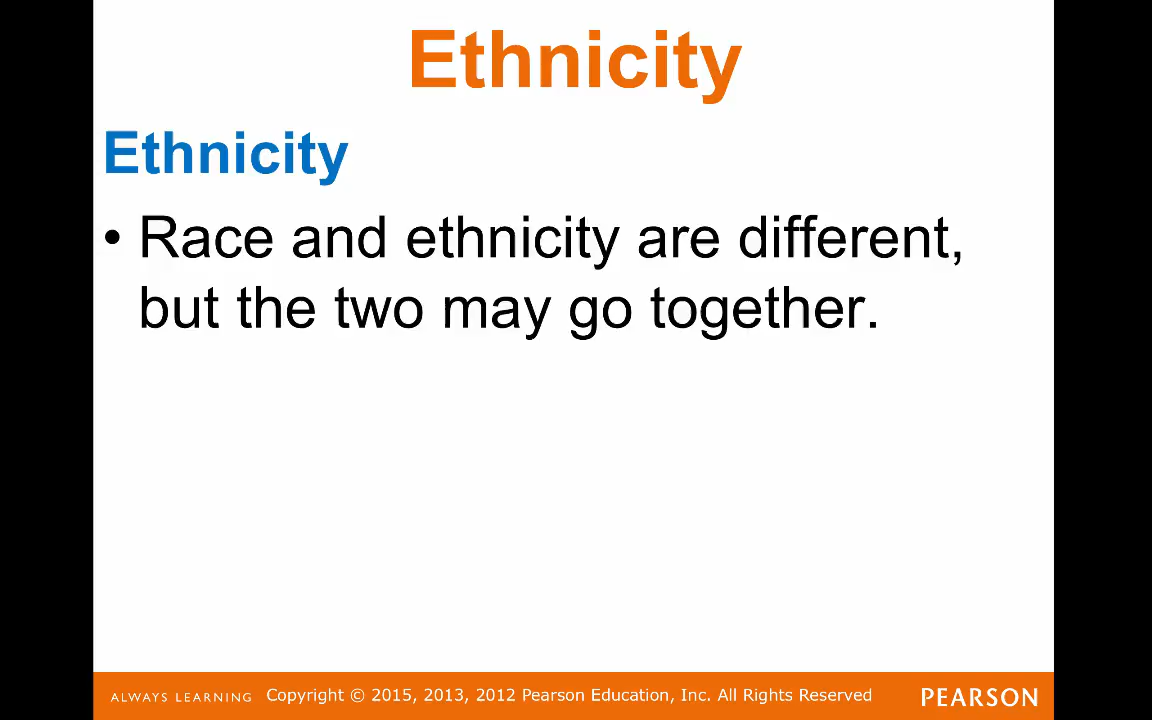 Ethnicity
Ethnicity
• Race and ethnicity are different,
but the two may go together.
ALWAYS LEARNING Copyright © 2015, 2013, 2012 Pearson Education, Inc. All Rights Reserved PEARSON